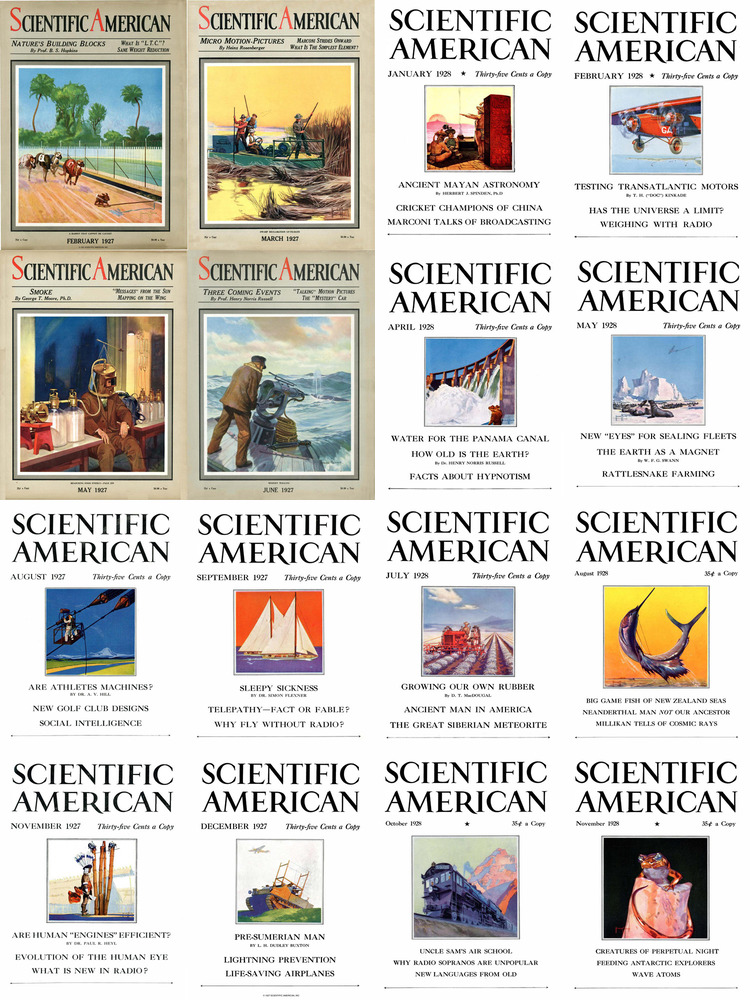 SCIENTIFIC AMERICAN
NATURE'S BUILDING BLOCKS
By Prof. B. S. Hopkins
WHAT IS "L.T.C."?
SAME WEIGHT REDUCTION
FEBRUARY 1927
SCIENTIFIC AMERICAN
MICRO MOTION-PICTURES
By Heinz Rosenberger
MARCONI STRIDES ONWARD
WHAT IS THE SIMPLEST ELEMENT?
MARCH 1927
SCIENTIFIC
AMERICAN
JANUARY 1928 ★ Thirty-five Cents a Copy
ANCIENT MAYAN ASTRONOMY
By HERBERT J. SPINDEN, Ph.D
CRICKET CHAMPIONS OF CHINA
MARCONI TALKS OF BROADCASTING
SCIENTIFIC
AMERICAN
FEBRUARY 1928 ★ Thirty-five Cents a Copy
GA
TESTING TRANSATLANTIC MOTORS
By T. H. ("DOC") KINKADE
HAS THE UNIVERSE A LIMIT?
WEIGHING WITH RADIO
SCIENTIFIC AMERICAN
SMOKE
By George T. Moore, Ph.D.
"MESSAGES" FROM THE SUN
MAPPING ON THE WING
MAY 1927
SCIENTIFIC AMERICAN
THREE COMING EVENTS
By Prof. Henry Norris Russell
"TALKING" MOTION PICTURES
THE "MYSTERY" CAR
JUNE 1927
SCIENTIFIC
AMERICAN
APRIL 1928 Thirty-five Cents a Copy
WATER FOR THE PANAMA CANAL
HOW OLD IS THE EARTH?
By Dr. HENRY NORRIS RUSSELL
FACTS ABOUT HYPNOTISM
SCIENTIFIC
AMERICAN
MAY 1928 Thirty-five Cents a Copy
NEW "EYES" FOR SEALING FLEETS
THE EARTH AS A MAGNET
By W. F. G. SWANN
RATTLESNAKE FARMING
SCIENTIFIC
AMERICAN
AUGUST 1927 Thirty-five Cents a Copy
ARE ATHLETES MACHINES?
BY DR. A. V. HILL
NEW GOLF CLUB DESIGNS
SOCIAL INTELLIGENCE
SCIENTIFIC
AMERICAN
SEPTEMBER 1927 Thirty-five Cents a Copy
SLEEPY SICKNESS
BY DR. SIMON FLEXNER
TELEPATHY—FACT OR FABLE?
WHY FLY WITHOUT RADIO?
SCIENTIFIC
AMERICAN
JULY 1928 Thirty-five Cents a Copy
GROWING OUR OWN RUBBER
By D. T. MacDOUGAL
ANCIENT MAN IN AMERICA
THE GREAT SIBERIAN METEORITE
SCIENTIFIC
AMERICAN
August 1928 35¢ a Copy
BIG GAME FISH OF NEW ZEALAND SEAS
NEANDERTHAL MAN NOT OUR ANCESTOR
MILLIKAN TELLS OF COSMIC RAYS
SCIENTIFIC
AMERICAN
NOVEMBER 1927 Thirty-five Cents a Copy
ARE HUMAN "ENGINES" EFFICIENT?
BY DR. PAUL R. HEYL
EVOLUTION OF THE HUMAN EYE
WHAT IS NEW IN RADIO?
SCIENTIFIC
AMERICAN
DECEMBER 1927 Thirty-five Cents a Copy
PRE-SUMERIAN MAN
BY L. H. DUDLEY BUXTON
LIGHTNING PREVENTION
LIFE-SAVING AIRPLANES
SCIENTIFIC
AMERICAN
October 1928 ★ 35¢ a Copy
UNCLE SAM'S AIR SCHOOL
WHY RADIO SOPRANOS ARE UNPOPULAR
NEW LANGUAGES FROM OLD
SCIENTIFIC
AMERICAN
November 1928 ★ 35¢ a Copy
CREATURES OF PERPETUAL NIGHT
FEEDING ANTARCTIC EXPLORERS
WAVE ATOMS